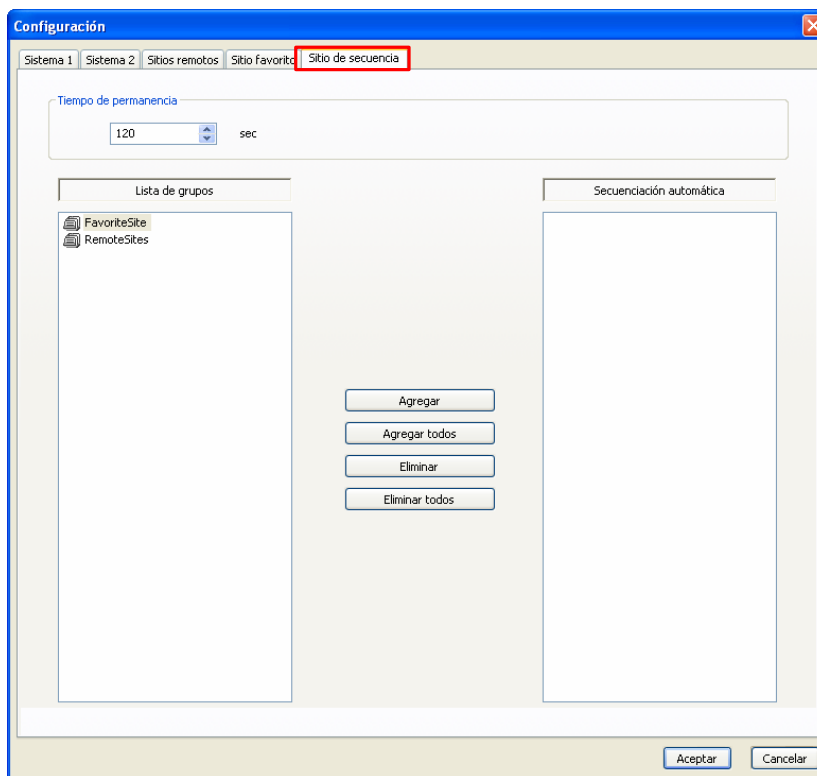 Configuración
Sistema 1 Sistema 2 Sitios remotos Sitio favorito Sitio de secuencia
Tiempo de permanencia
120 sec
Lista de grupos Secuenciación automática
FavoriteSite
RemoteSites
Agregar
Agregar todos
Eliminar
Eliminar todos
Aceptar Cancelar